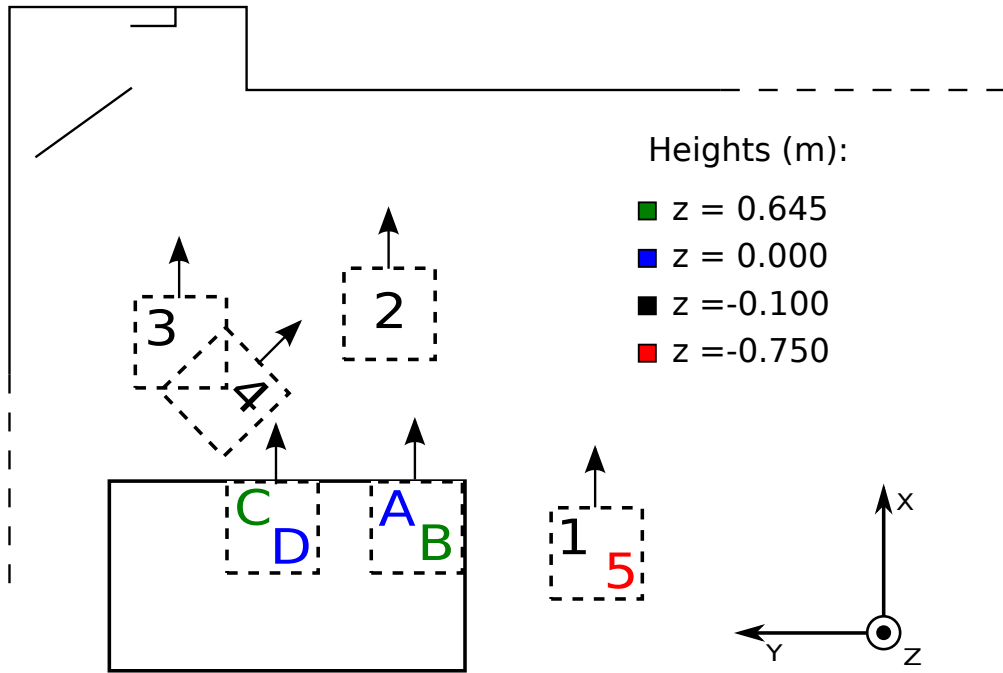 Heights (m):
z = 0.645
z = 0.000
z =-0.100
z =-0.750
3
2
4
C
D
A
B
1
5
X
Y
Z